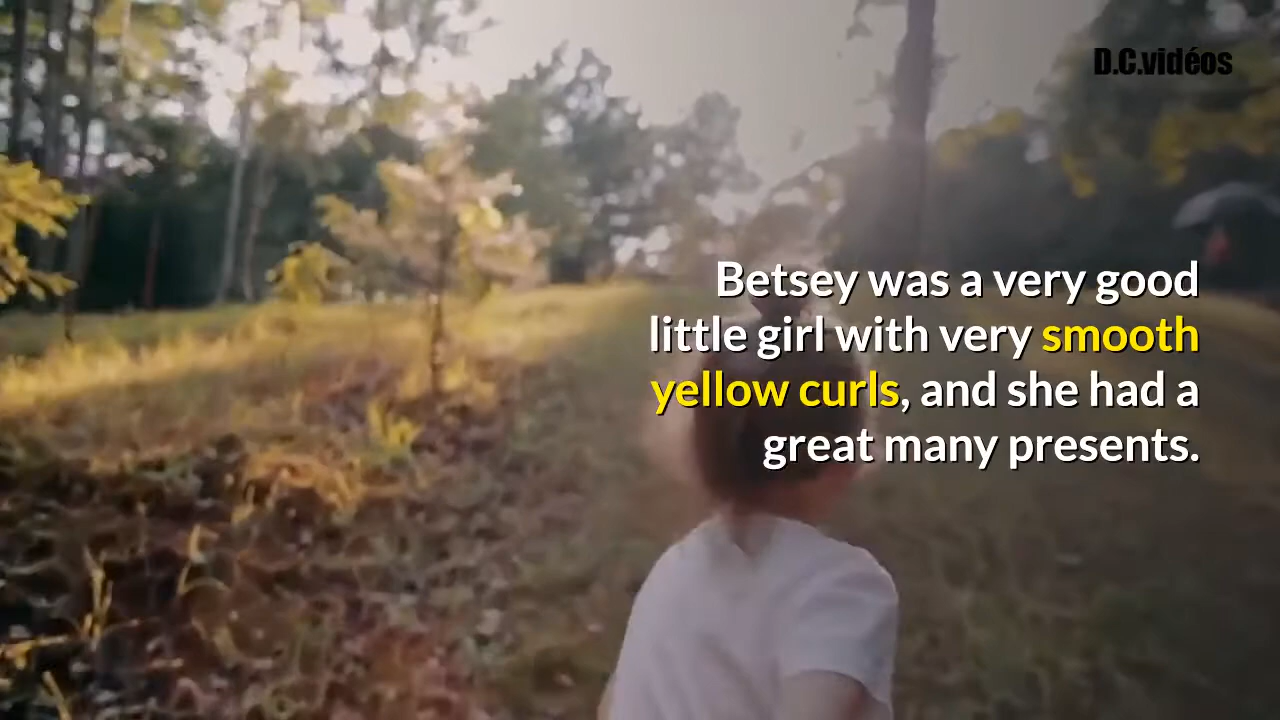 D.C.vidéos
Betsey was a very good
little girl with very smooth
yellow curls, and she had a
great many presents.